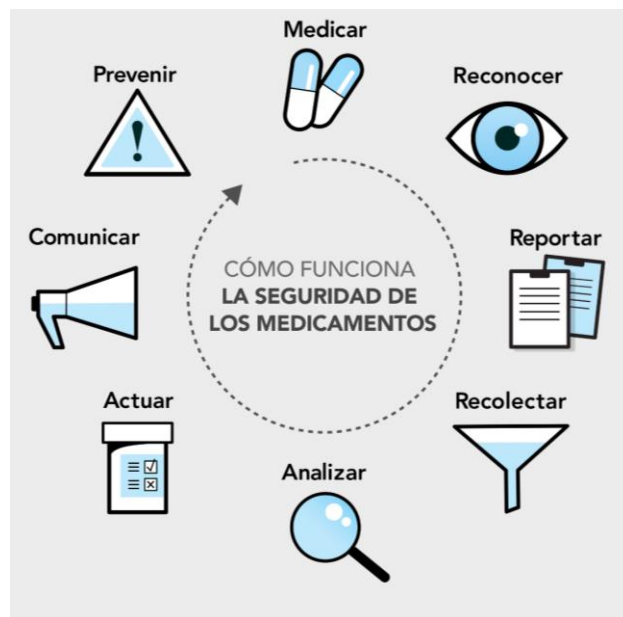 Medicar
Prevenir
Reconocer
Comunicar
Reportar
CÓMO FUNCIONA
LA SEGURIDAD DE
LOS MEDICAMENTOS
Actuar
Recolectar
Analizar